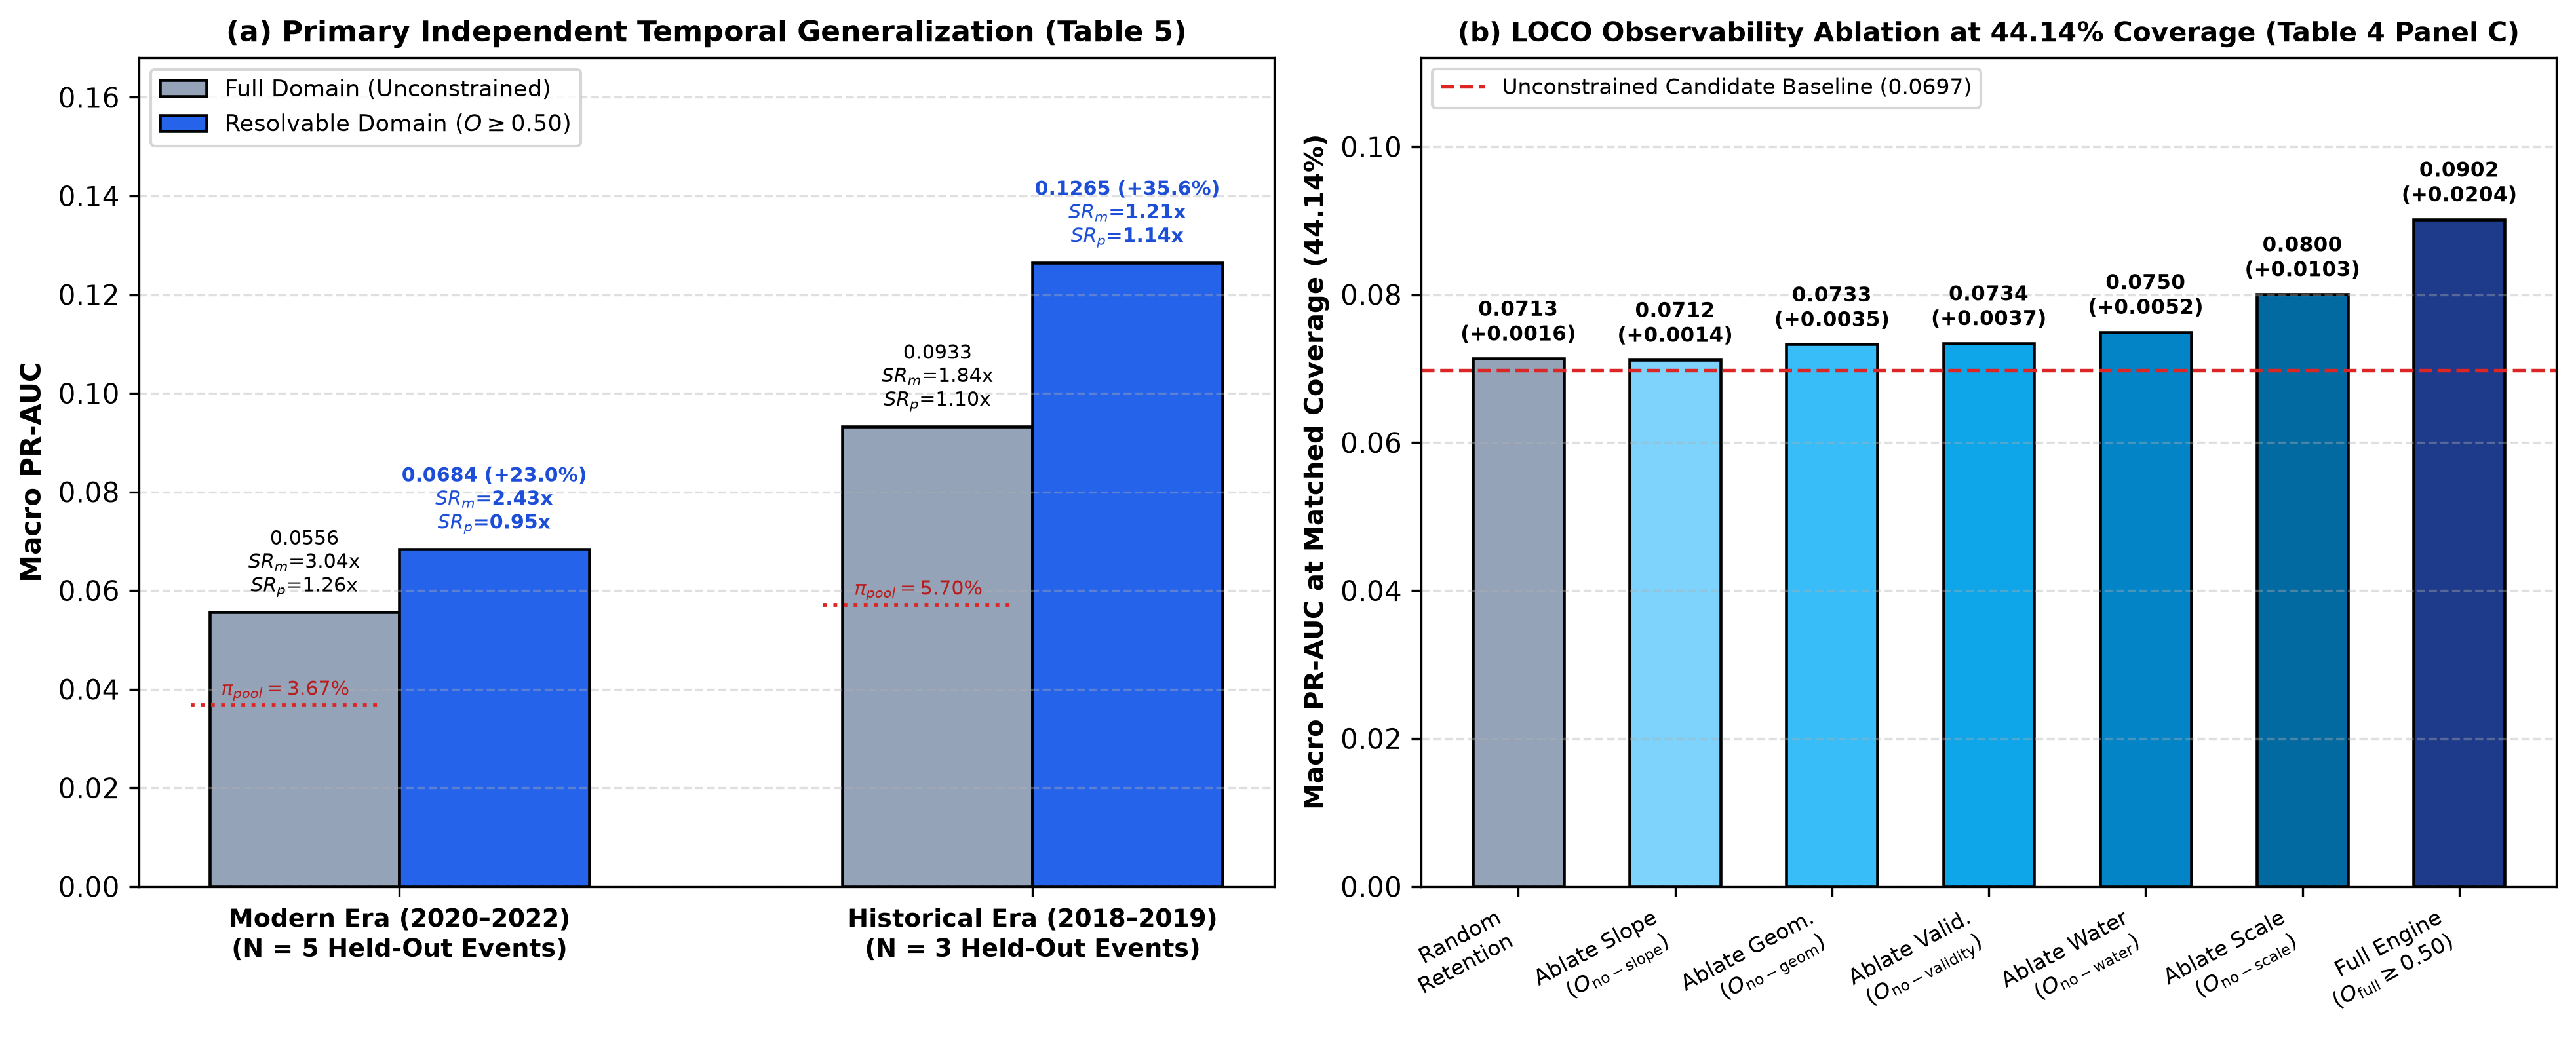 (a) Primary Independent Temporal Generalization (Table 5)
Full Domain (Unconstrained)
Resolvable Domain (O ≥ 0.50)
Macro PR-AUC
0.16
0.14
0.12
0.10
0.08
0.06
0.04
0.02
0.00
0.0556
SRm=3.04x
SRp=1.26x
πpool = 3.67%
0.0684 (+23.0%)
SRm=2.43x
SRp=0.95x
0.0933
SRm=1.84x
SRp=1.10x
πpool = 5.70%
0.1265 (+35.6%)
SRm=1.21x
SRp=1.14x
Modern Era (2020–2022)
(N = 5 Held-Out Events)
Historical Era (2018–2019)
(N = 3 Held-Out Events)
(b) LOCO Observability Ablation at 44.14% Coverage (Table 4 Panel C)
Unconstrained Candidate Baseline (0.0697)
Macro PR-AUC at Matched Coverage (44.14%)
0.10
0.08
0.06
0.04
0.02
0.00
0.0713
(+0.0016)
0.0712
(+0.0014)
0.0733
(+0.0035)
0.0734
(+0.0037)
0.0750
(+0.0052)
0.0800
(+0.0103)
0.0902
(+0.0204)
Random
Retention
Ablate Slope
(Ono−slope)
Ablate Geom.
(Ono−geom)
Ablate Valid.
(Ono−validity)
Ablate Water
(Ono−water)
Ablate Scale
(Ono−scale)
Full Engine
(Ofull ≥ 0.50)